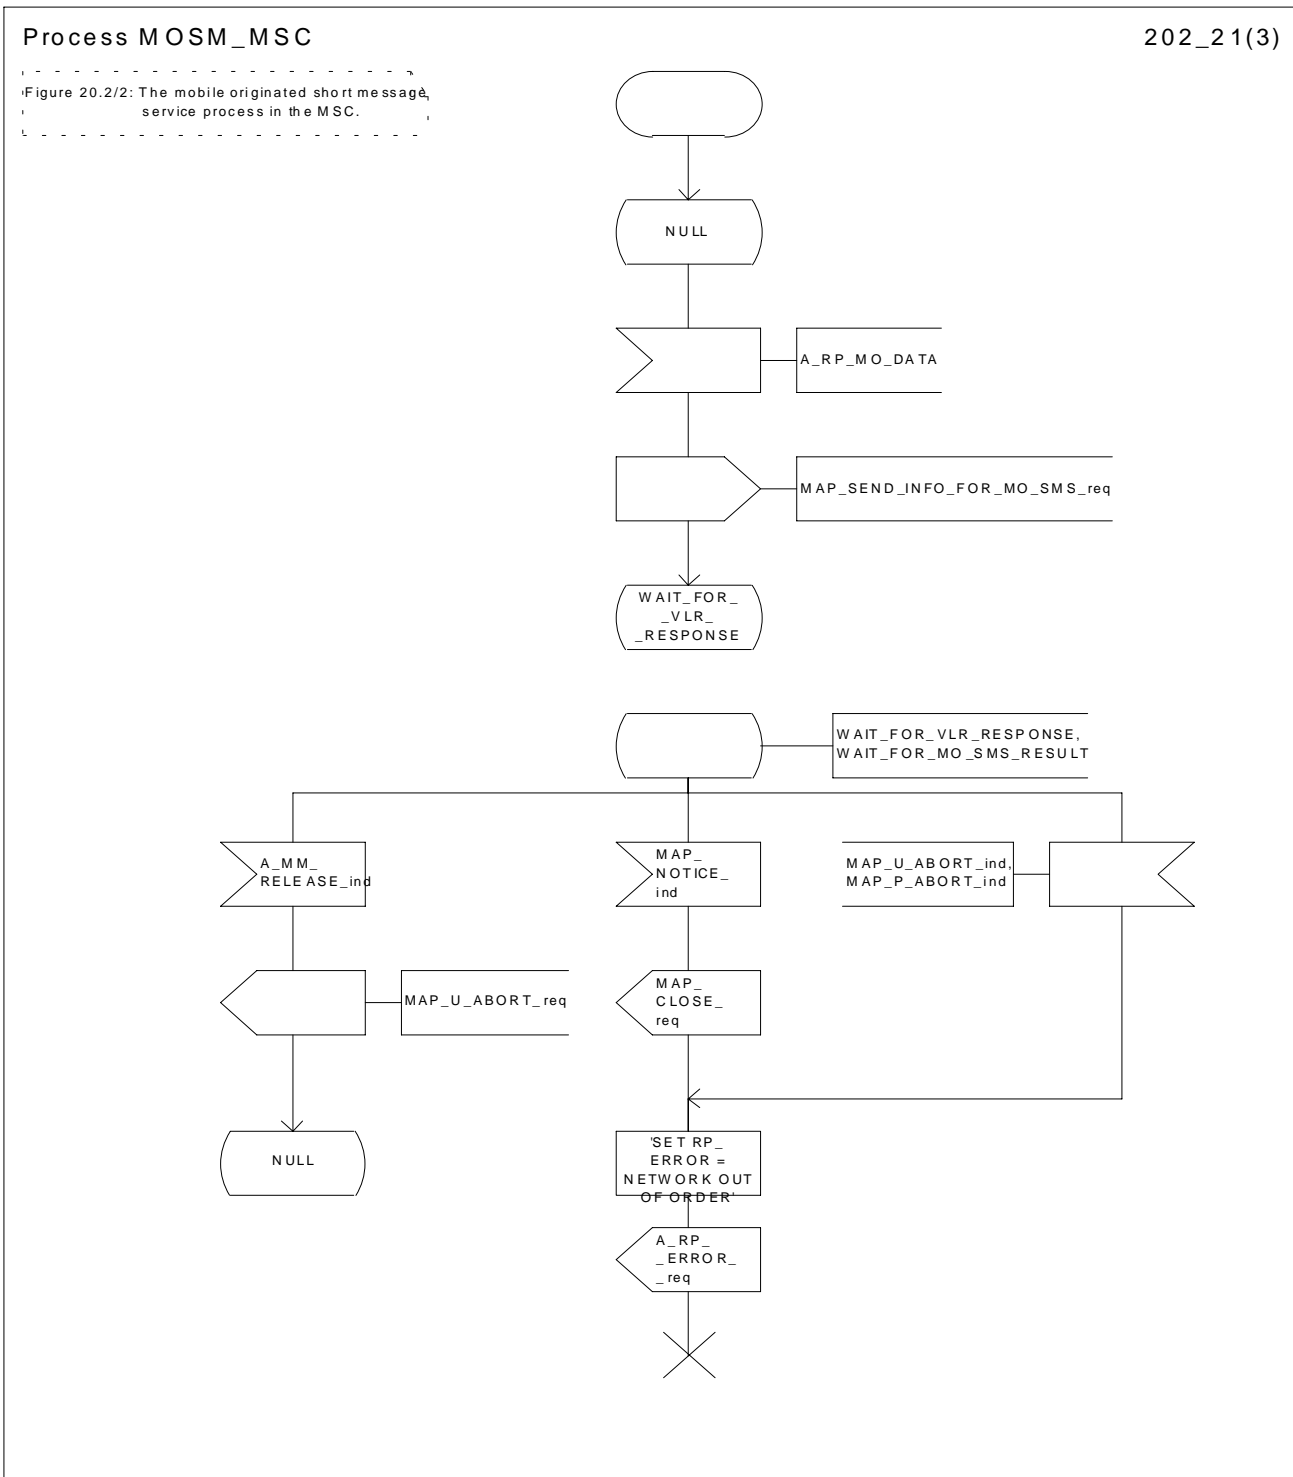 Process MOSM_MSC
202_21(3)
Figure 20.2/2: The mobile originated short message
service process in the MSC.
NULL
A_RP_MO_DATA
MAP_SEND_INFO_FOR_MO_SMS_req
WAIT_FOR_
_VLR_
_RESPONSE
WAIT_FOR_VLR_RESPONSE,
WAIT_FOR_MO_SMS_RESULT
A_MM_
RELEASE_ind
MAP_
NOTICE_
ind
MAP_U_ABORT_ind,
MAP_P_ABORT_ind
MAP_U_ABORT_req
MAP_
CLOSE_
req
NULL
'SET RP_
ERROR =
NETWORK OUT
OF ORDER'
A_RP_
_ERROR_
_req